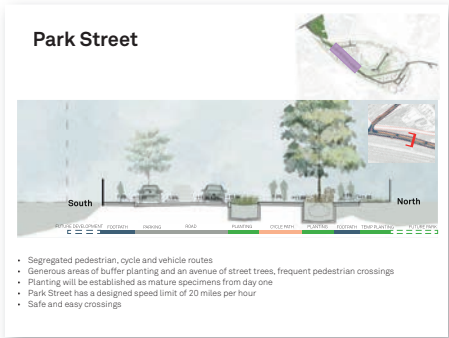 Park Street
South
North
FUTURE DEVELOPMENT FOOTPATH PARKING ROAD PLANTING CYCLE PATH PLANTING FOOTPATH TEMP PLANTING FUTURE PARK
• Segregated pedestrian, cycle and vehicle routes
• Generous areas of buffer planting and an avenue of street trees, frequent pedestrian crossings
• Planting will be established as mature specimens from day one
• Park Street has a designed speed limit of 20 miles per hour
• Safe and easy crossings